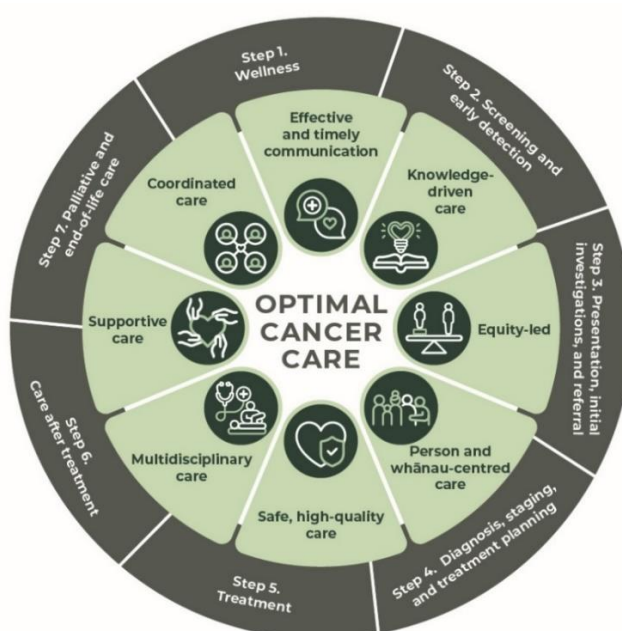 Step 1.
Wellness
Step 2. Screening and
early detection
Step 3. Presentation, initial
investigations, and referral
Step 4. Diagnosis, staging,
and treatment planning
Step 5.
Treatment
Step 6.
Care after treatment
Step 7. Palliative and
end-of-life care
Effective
and timely
communication
Knowledge-
driven
care
Equity-led
Person and
whānau-centred
care
Safe, high-quality
care
Multidisciplinary
care
Supportive
care
Coordinated
care
OPTIMAL
CANCER
CARE